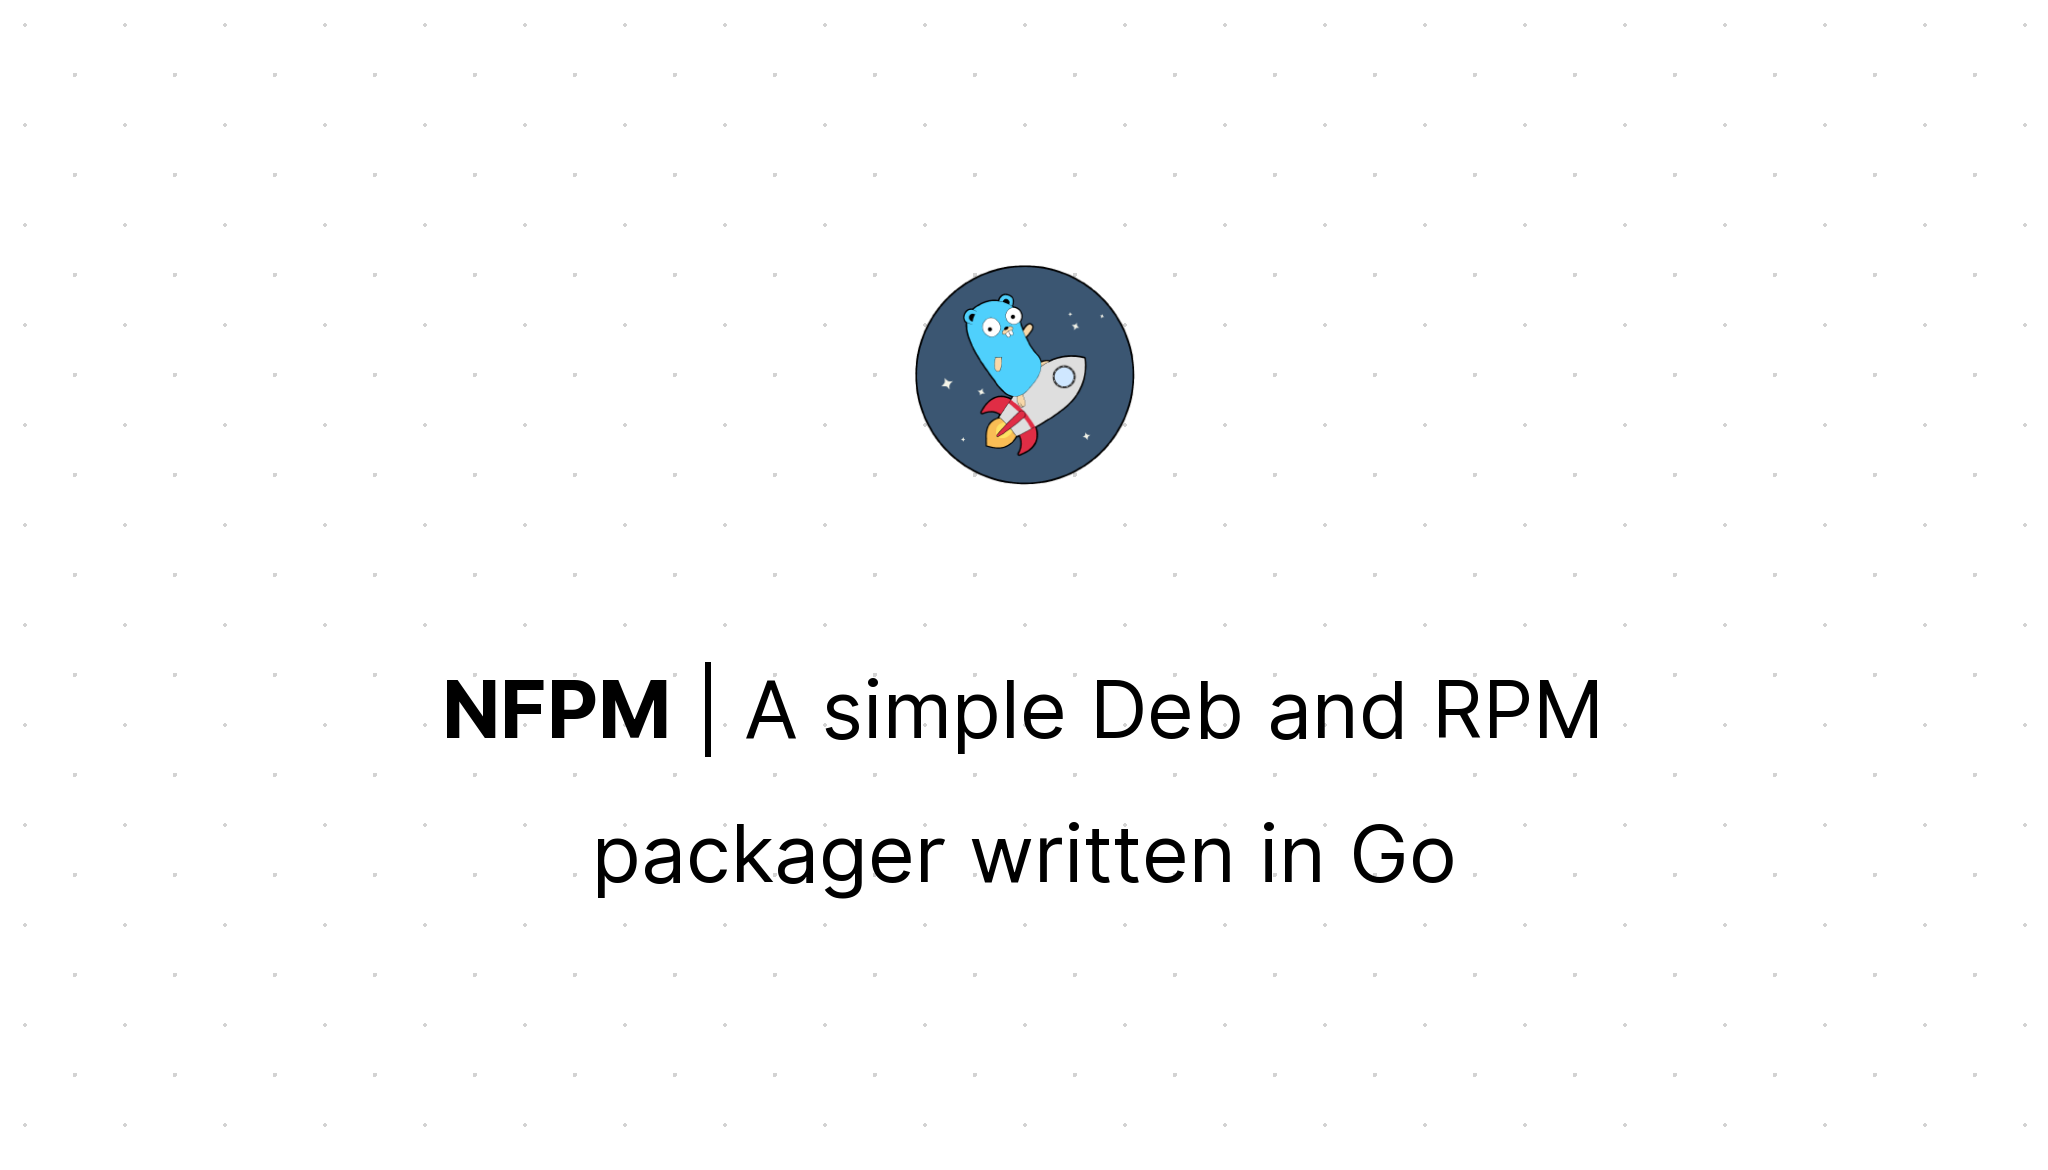 NFPM | A simple Deb and RPM
packager written in Go